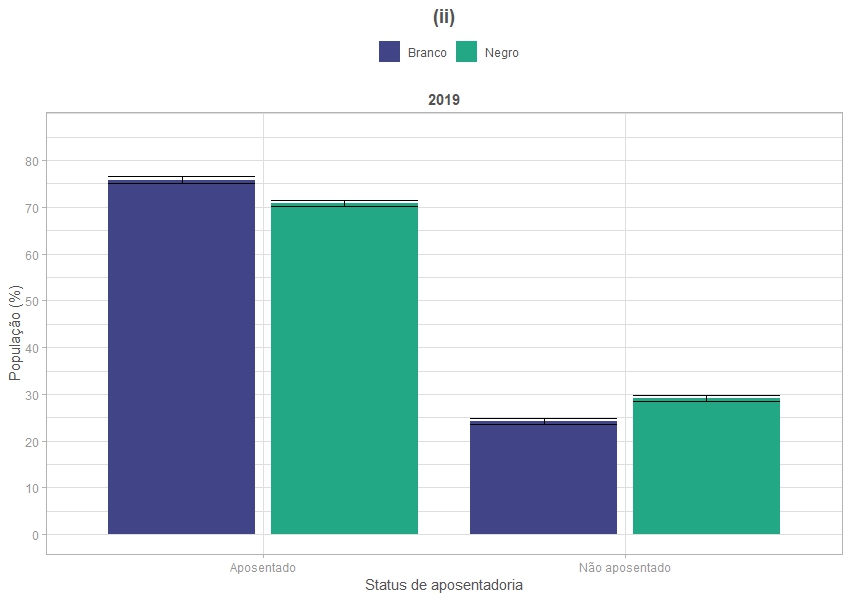 (ii)
Branco Negro
2019
População (%)
80
70
60
50
40
30
20
10
0
Aposentado Não aposentado
Status de aposentadoria